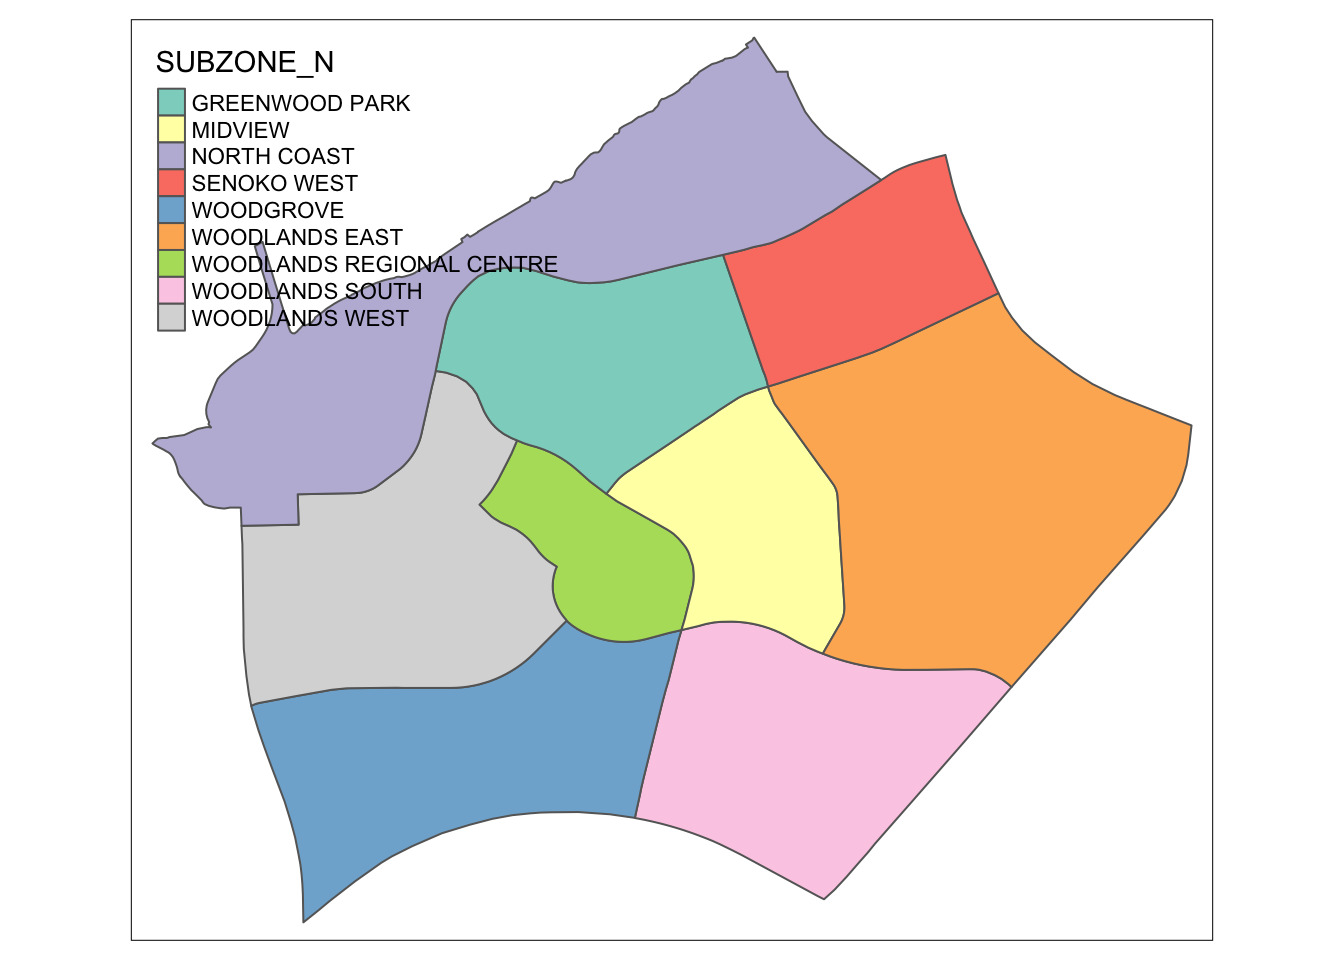 SUBZONE_N
GREENWOOD PARK
MIDVIEW
NORTH COAST
SENOKO WEST
WOODGROVE
WOODLANDS EAST
WOODLANDS REGIONAL CENTRE
WOODLANDS SOUTH
WOODLANDS WEST